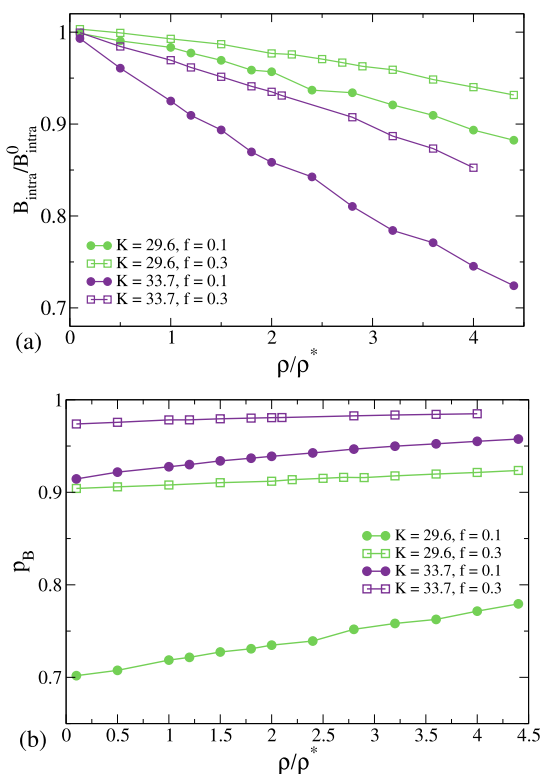 B_intra/B^0_intra
1
0.9
0.8
0.7
K = 29.6, f = 0.1
K = 29.6, f = 0.3
K = 33.7, f = 0.1
K = 33.7, f = 0.3
0 1 2 3 4
(a)
ρ/ρ*
p_B
1
0.9
0.8
0.7
K = 29.6, f = 0.1
K = 29.6, f = 0.3
K = 33.7, f = 0.1
K = 33.7, f = 0.3
0 0.5 1 1.5 2 2.5 3 3.5 4 4.5
(b)
ρ/ρ*